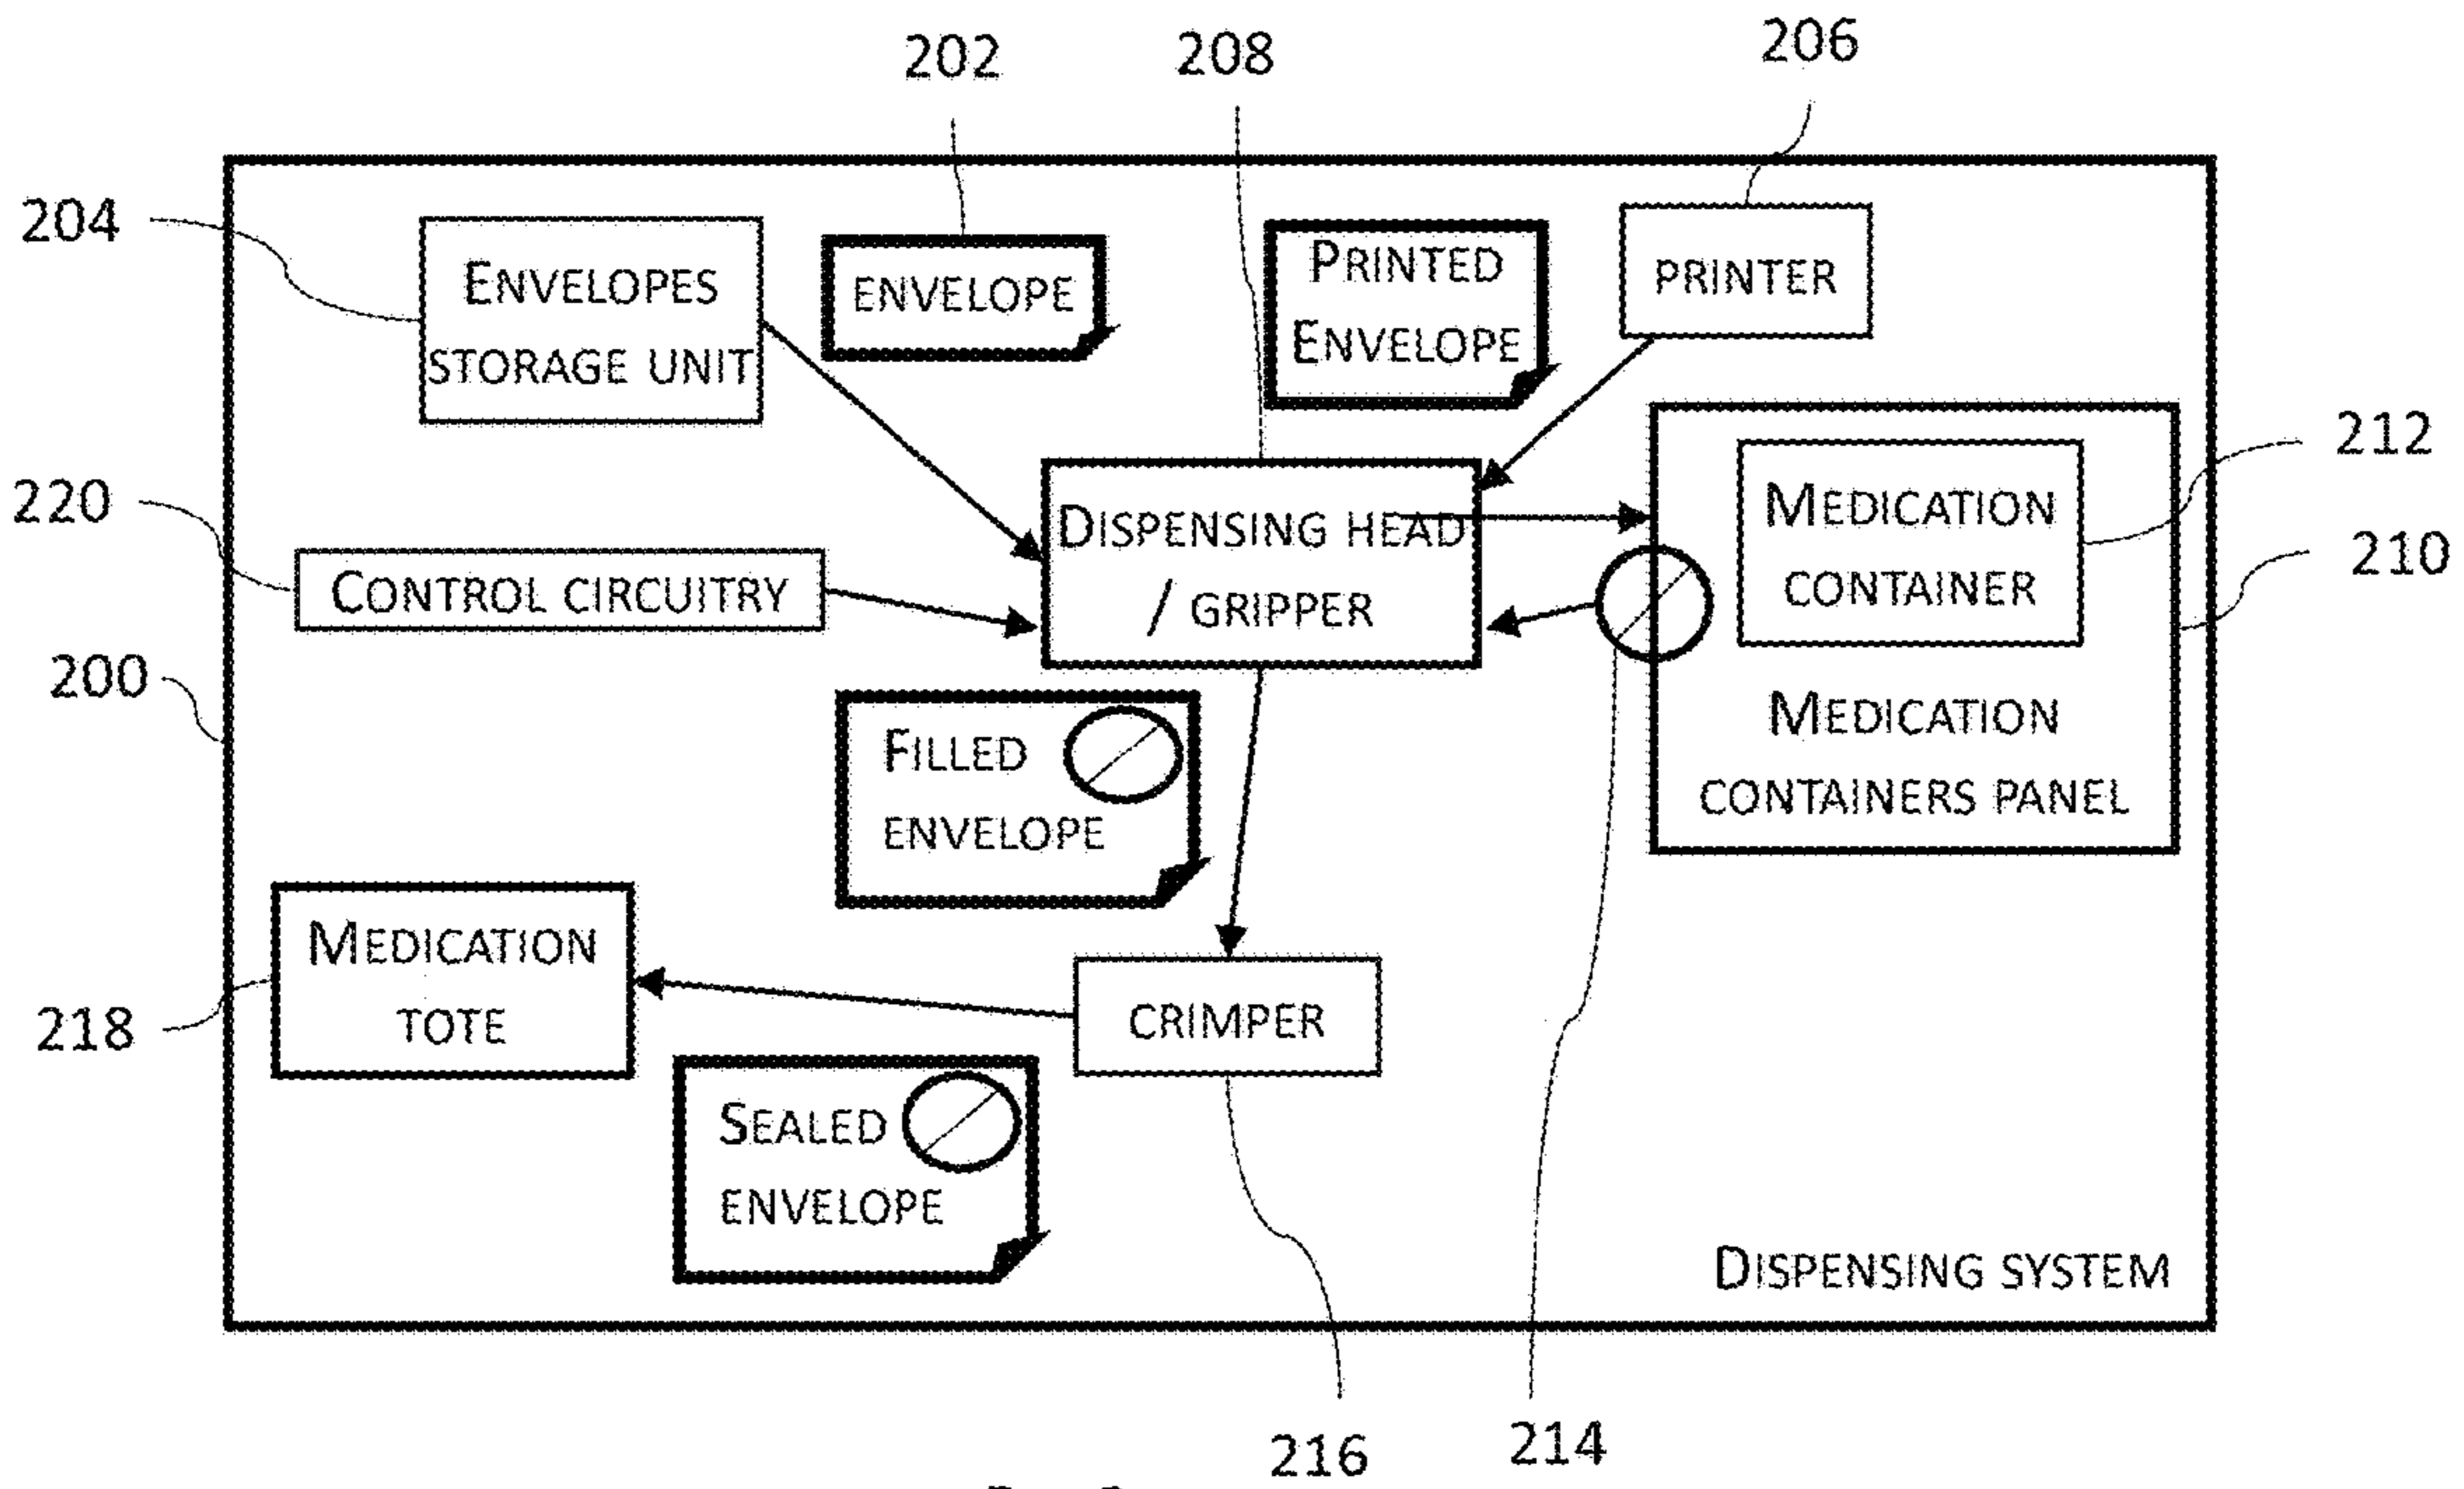 202
208
206
204
ENVELOPES
STORAGE UNIT
ENVELOPE
PRINTED
ENVELOPE
PRINTER
212
MEDICATION
CONTAINER
210
MEDICATION
CONTAINERS PANEL
220
CONTROL CIRCUITRY
DISPENSING HEAD
/ GRIPPER
200
FILLED
ENVELOPE
218
MEDICATION
TOTE
CRIMPER
SEALED
ENVELOPE
DISPENSING SYSTEM
216
214